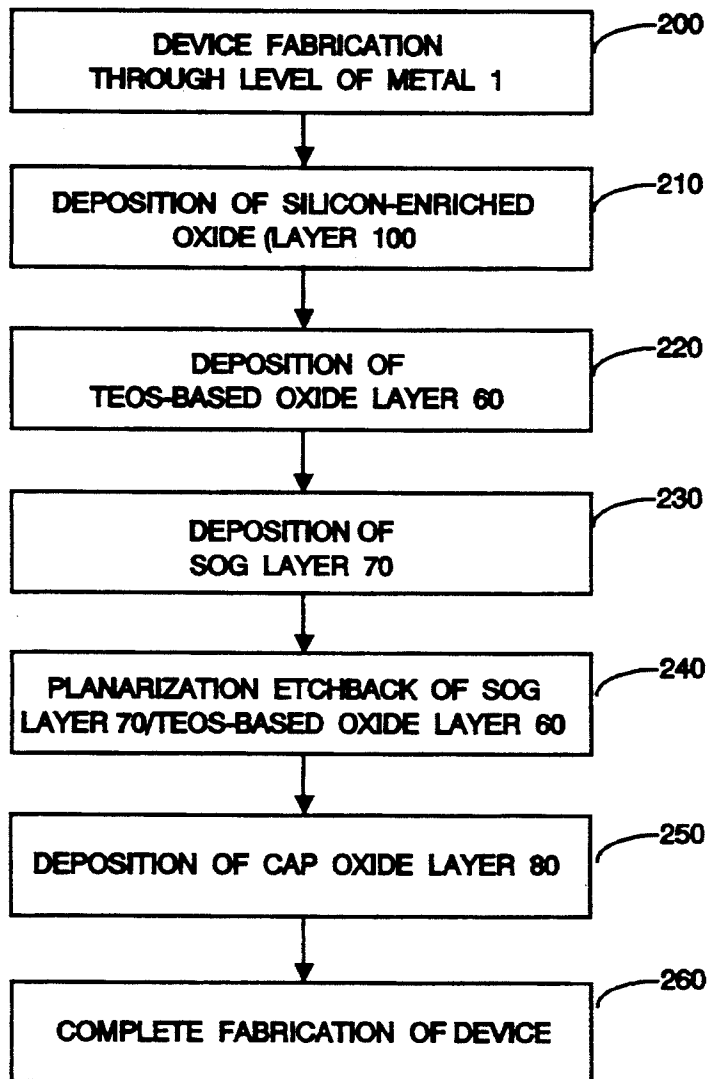 200
DEVICE FABRICATION
THROUGH LEVEL OF METAL 1
210
DEPOSITION OF SILICON-ENRICHED
OXIDE (LAYER 100
220
DEPOSITION OF
TEOS-BASED OXIDE LAYER 60
230
DEPOSITION OF
SOG LAYER 70
240
PLANARIZATION ETCHBACK OF SOG
LAYER 70/TEOS-BASED OXIDE LAYER 60
250
DEPOSITION OF CAP OXIDE LAYER 80
260
COMPLETE FABRICATION OF DEVICE